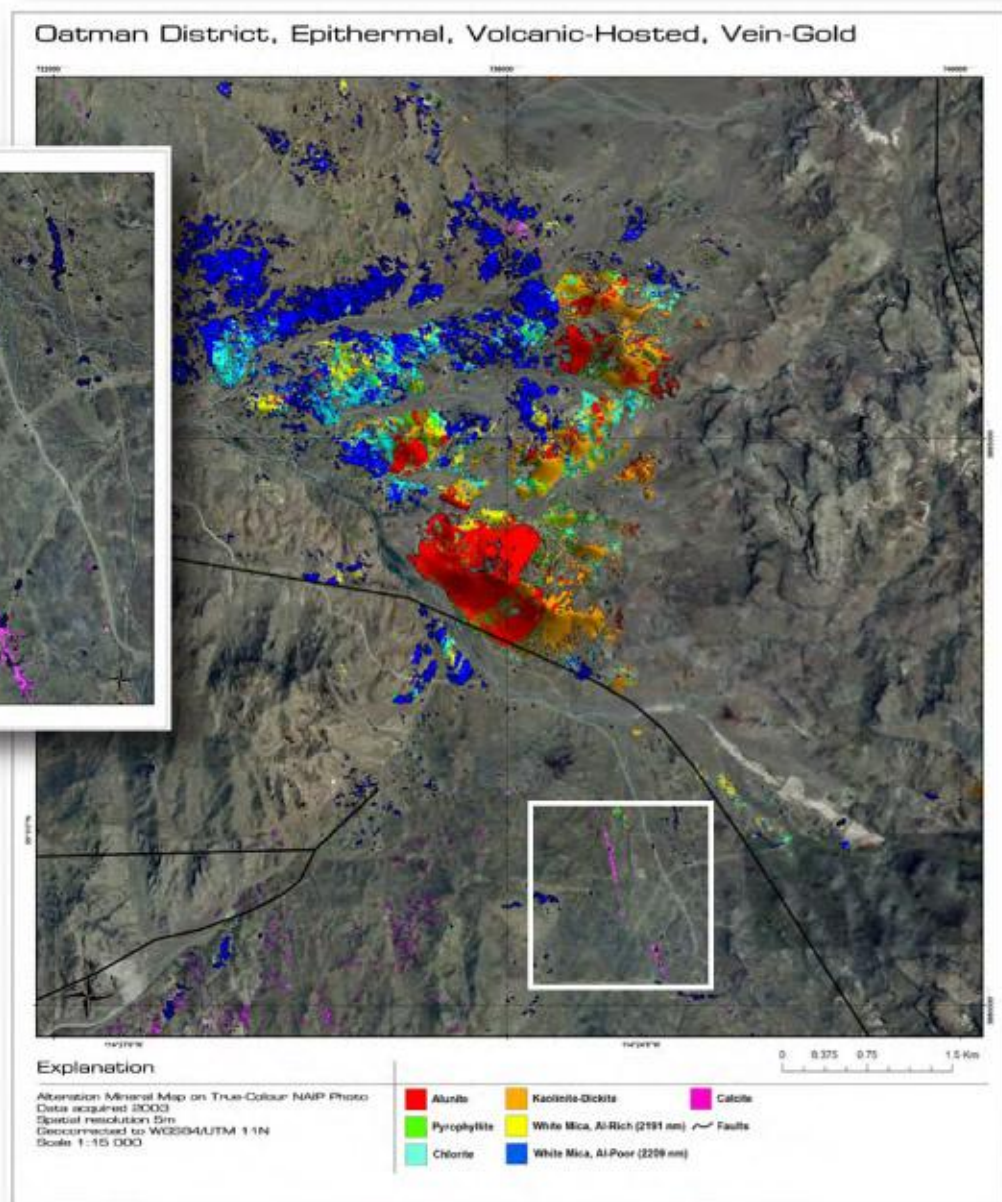 Oatman District, Epithermal, Volcanic-Hosted, Vein-Gold
Explanation
Alteration Mineral Map on True-Colour NAIP Photo
Data acquired 2003
Spatial resolution 5m
Geocorrected to WGS84/UTM 11N
Scale 1:15 000
Alunite
Pyrophyllite
Chlorite
Kaolinite-Dickite
White Mica, Al-Rich (2191 nm)
White Mica, Al-Poor (2209 nm)
Calcite
Faults
0 0.375 0.75 1.5 Km